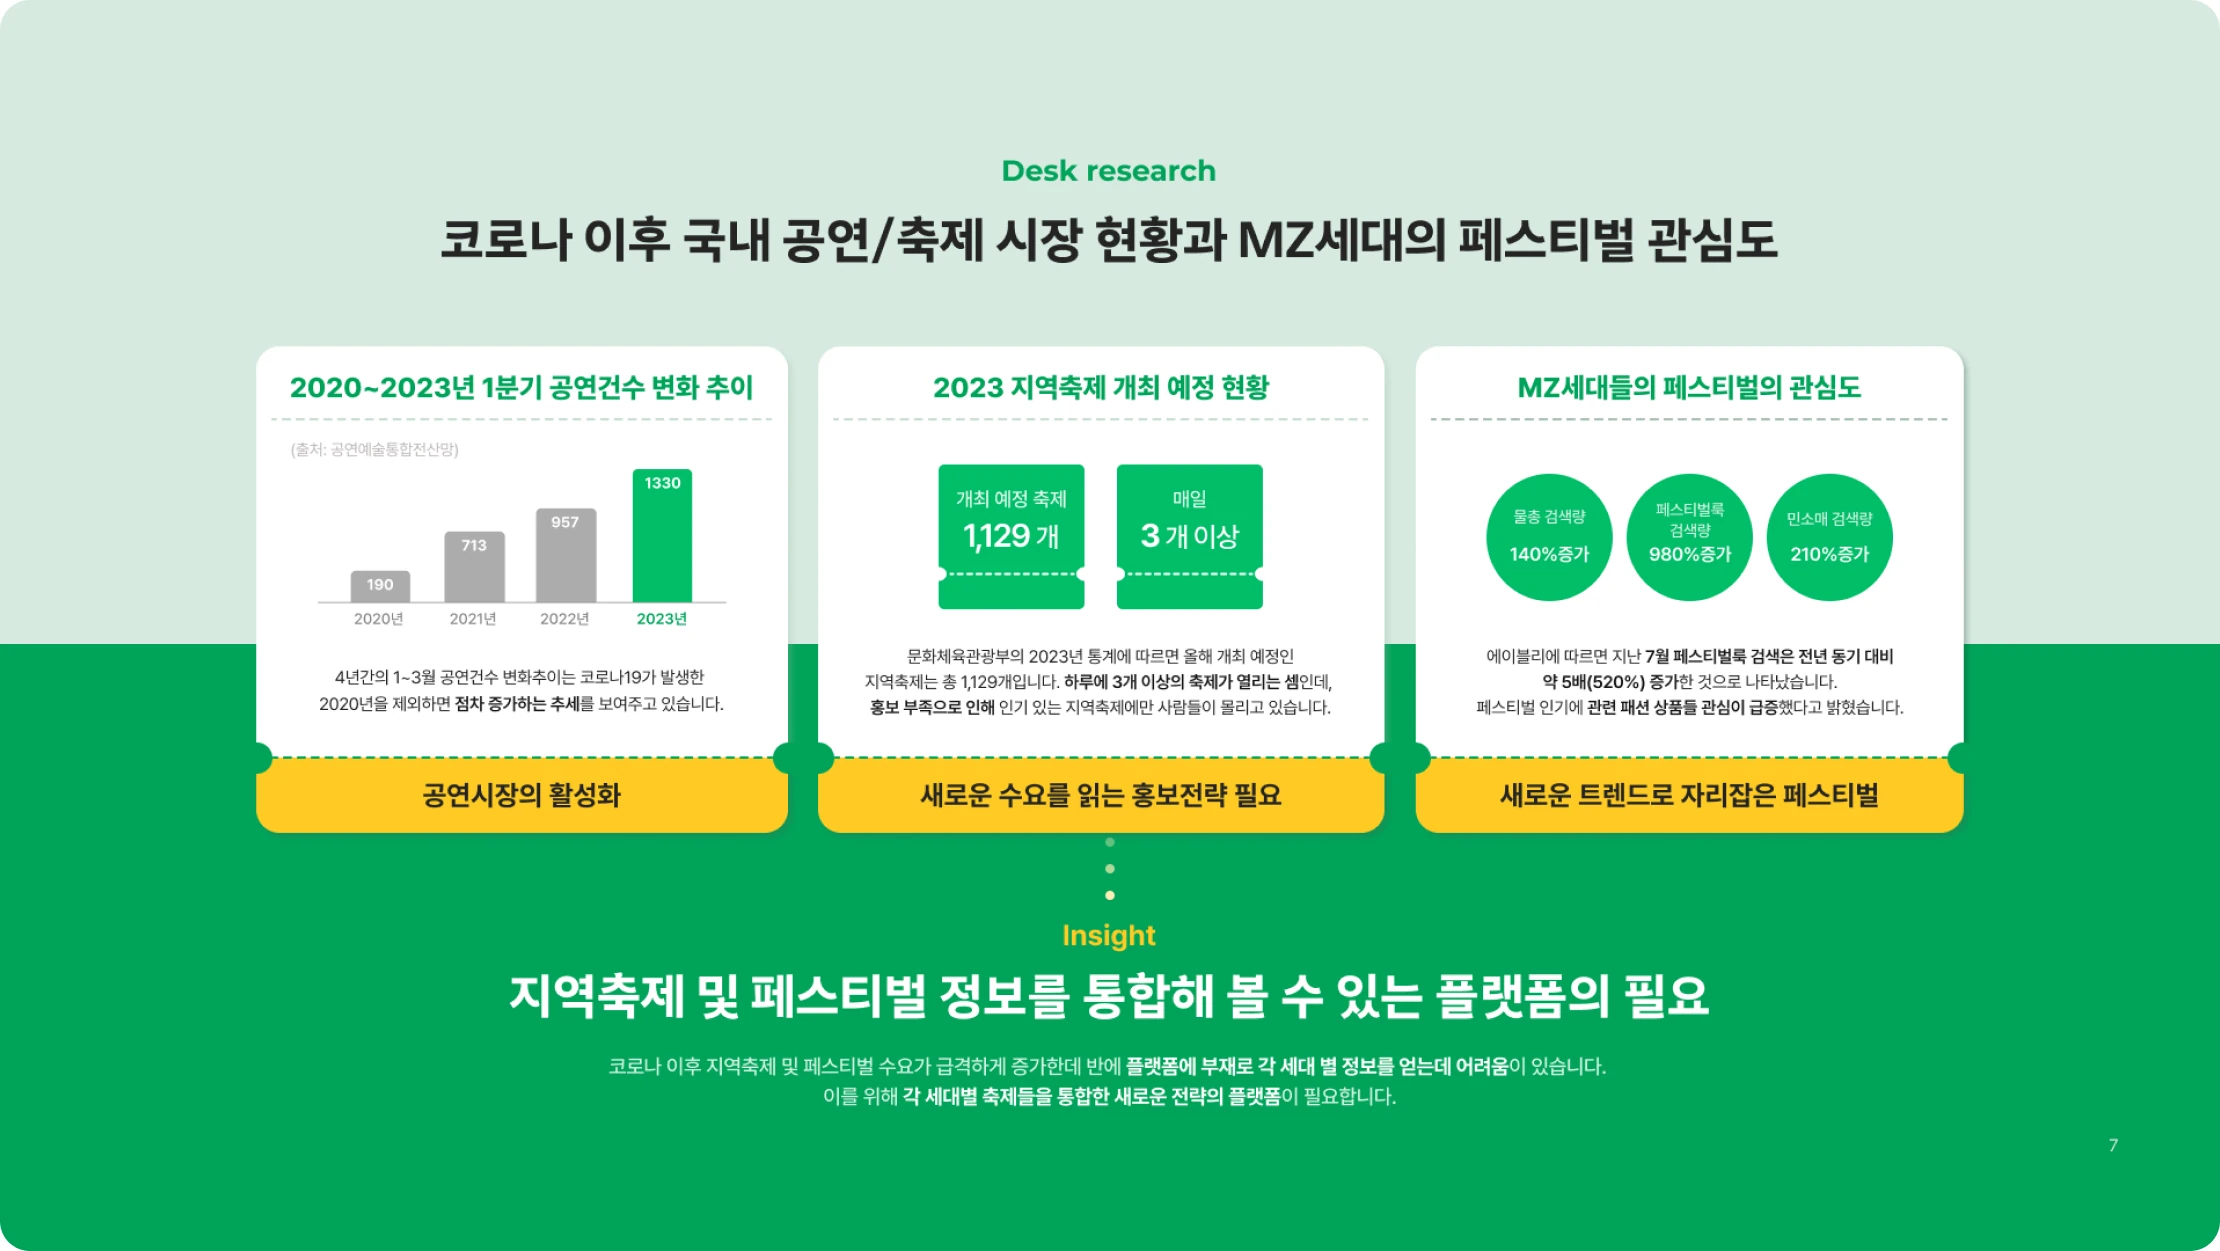 Desk research
코로나 이후 국내 공연/축제 시장 현황과 MZ세대의 페스티벌 관심도
2020~2023년 1분기 공연건수 변화 추이
(출처: 공연예술통합전산망)
190
713
957
1330
2020년
2021년
2022년
2023년
4년간의 1~3월 공연건수 변화추이는 코로나19가 발생한
2020년을 제외하면 점차 증가하는 추세를 보여주고 있습니다.
공연시장의 활성화
2023 지역축제 개최 예정 현황
개최 예정 축제
1,129 개
매일
3 개 이상
문화체육관광부의 2023년 통계에 따르면 올해 개최 예정인
지역축제는 총 1,129개입니다. 하루에 3개 이상의 축제가 열리는 셈인데,
홍보 부족으로 인해 인기 있는 지역축제에만 사람들이 몰리고 있습니다.
새로운 수요를 읽는 홍보전략 필요
MZ세대들의 페스티벌의 관심도
물총 검색량
140%증가
페스티벌룩
검색량
980%증가
민소매 검색량
210%증가
에이블리에 따르면 지난 7월 페스티벌룩 검색은 전년 동기 대비
약 5배(520%) 증가한 것으로 나타났습니다.
페스티벌 인기에 관련 패션 상품들 관심이 급증했다고 밝혔습니다.
새로운 트렌드로 자리잡은 페스티벌
Insight
지역축제 및 페스티벌 정보를 통합해 볼 수 있는 플랫폼의 필요
코로나 이후 지역축제 및 페스티벌 수요가 급격하게 증가한데 반에 플랫폼에 부재로 각 세대 별 정보를 얻는데 어려움이 있습니다.
이를 위해 각 세대별 축제들을 통합한 새로운 전략의 플랫폼이 필요합니다.
7